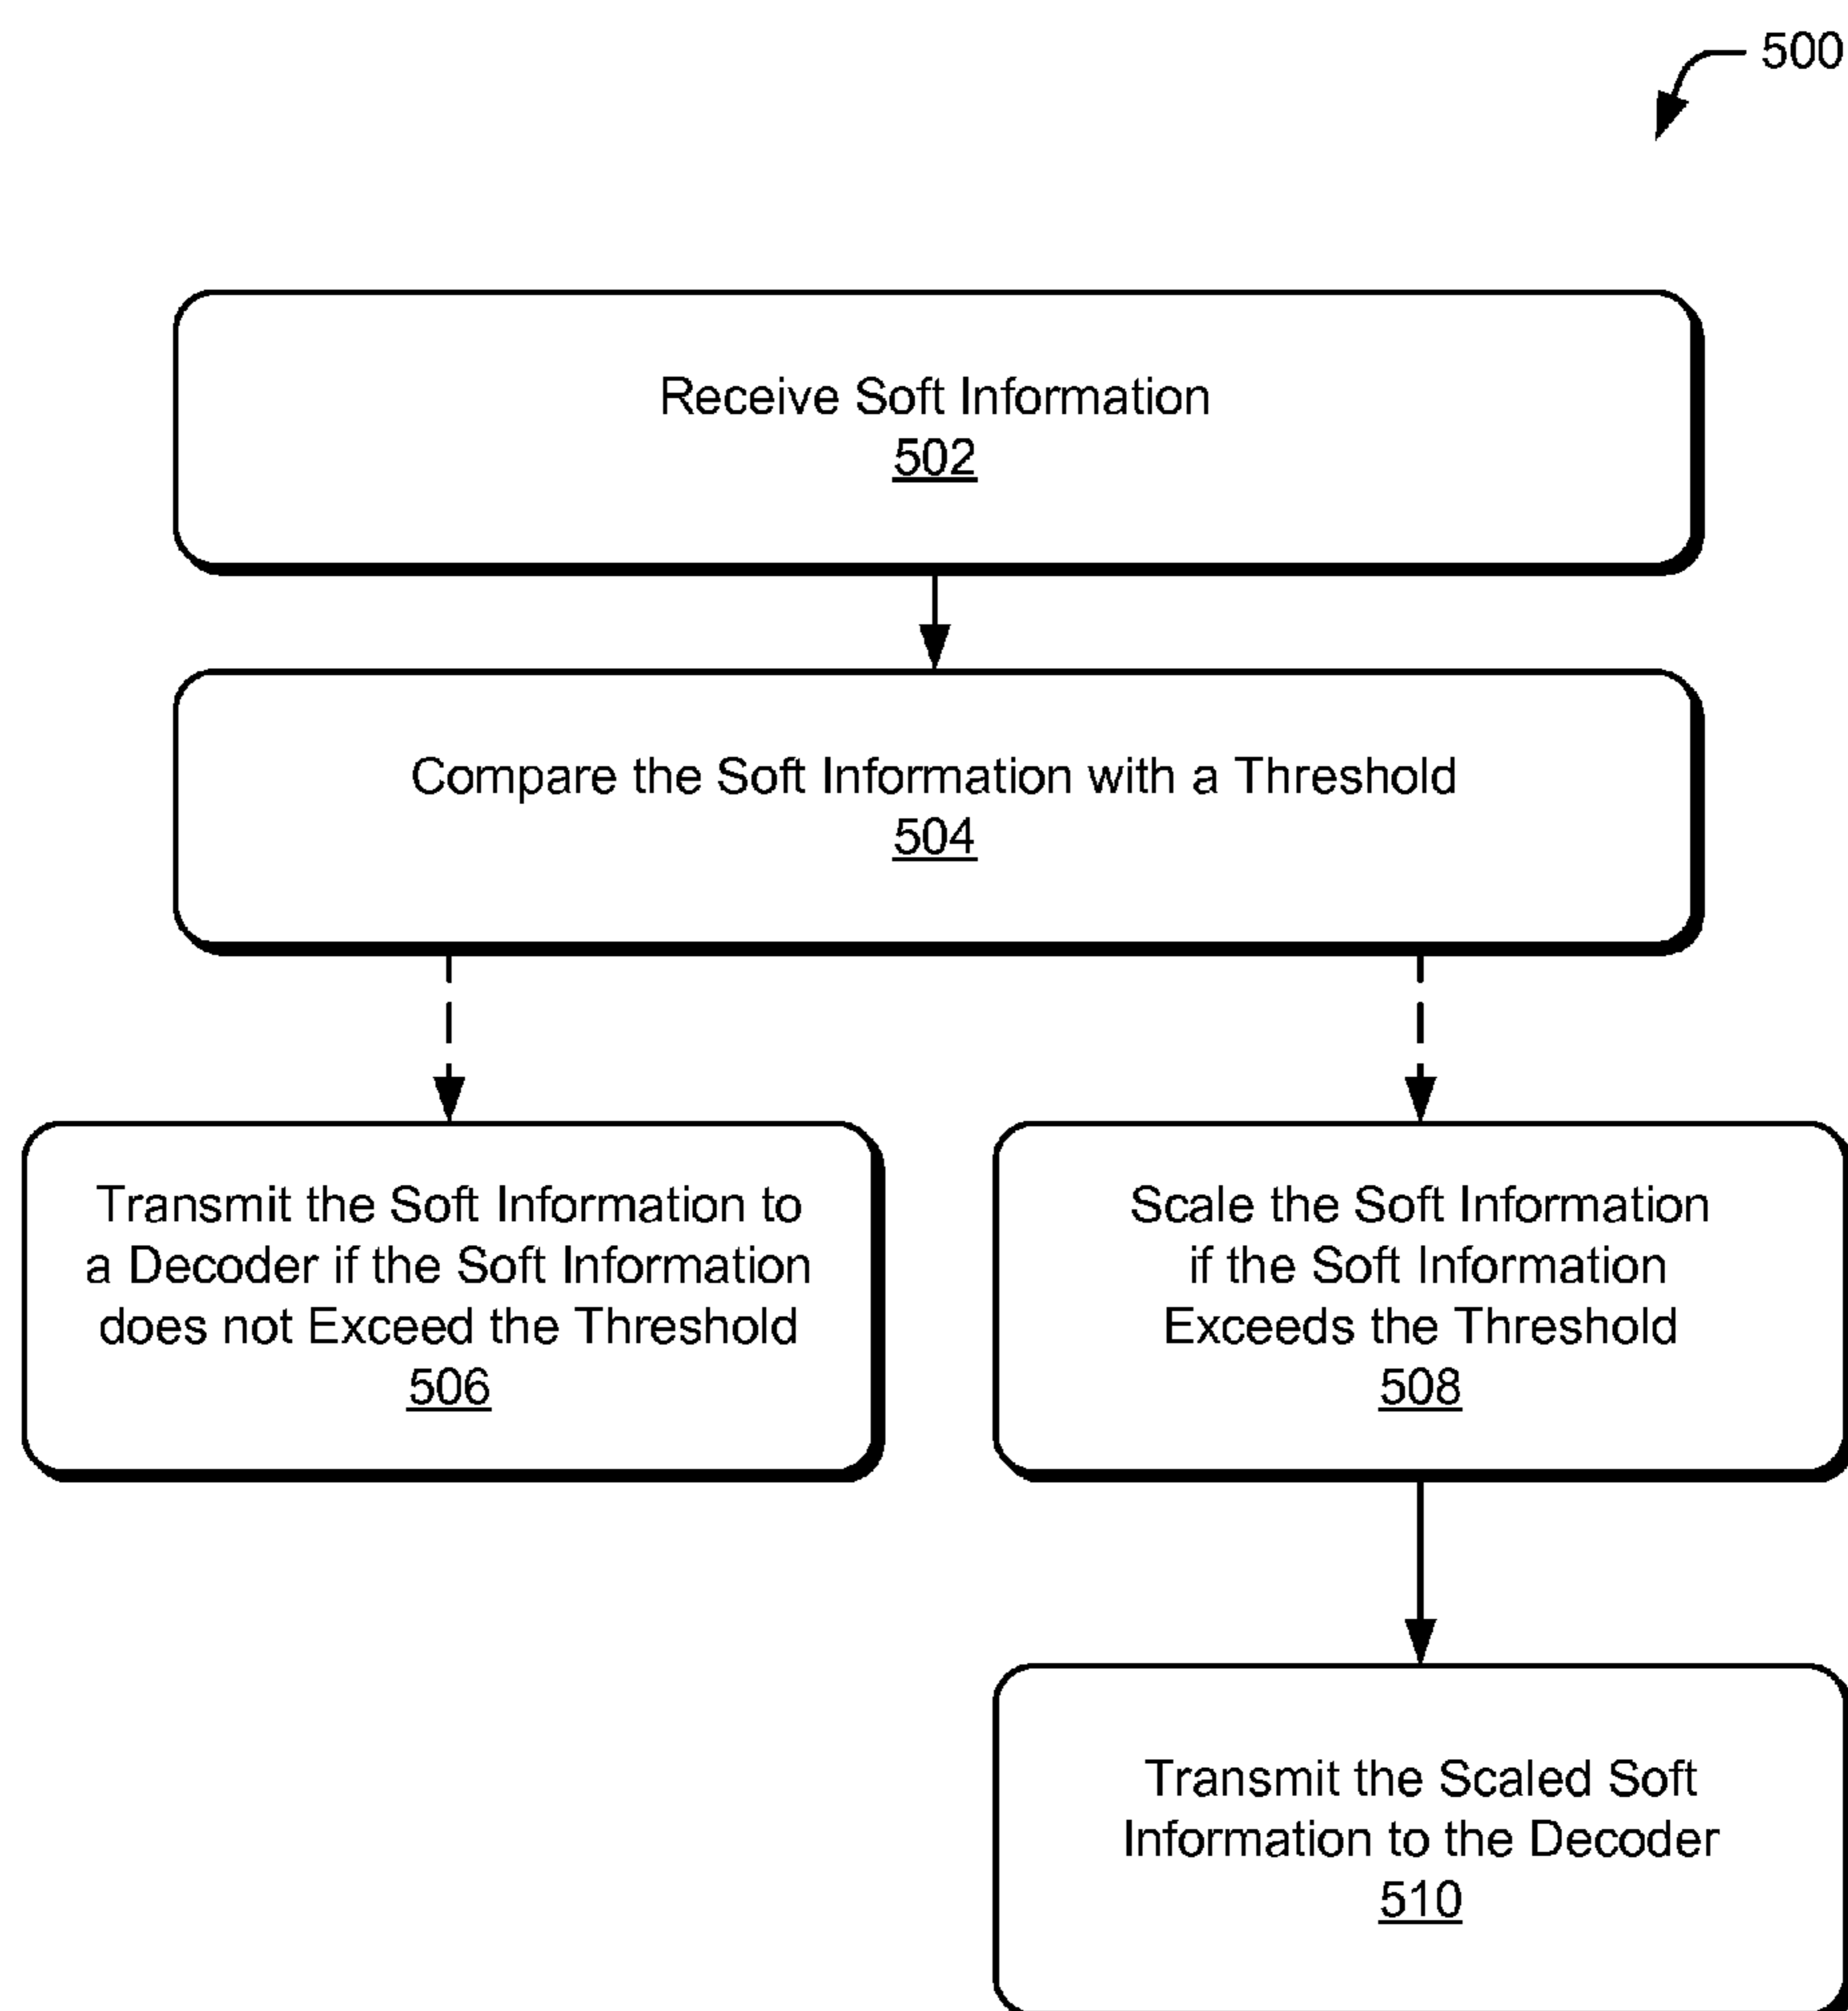 500
Receive Soft Information
502
Compare the Soft Information with a Threshold
504
Transmit the Soft Information to
a Decoder if the Soft Information
does not Exceed the Threshold
506
Scale the Soft Information
if the Soft Information
Exceeds the Threshold
508
Transmit the Scaled Soft
Information to the Decoder
510